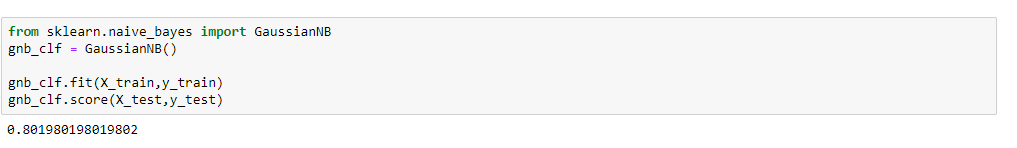 from sklearn.naive_bayes import GaussianNB
gnb_clf = GaussianNB()
gnb_clf.fit(X_train,y_train)
gnb_clf.score(X_test,y_test)
0.801980198019802